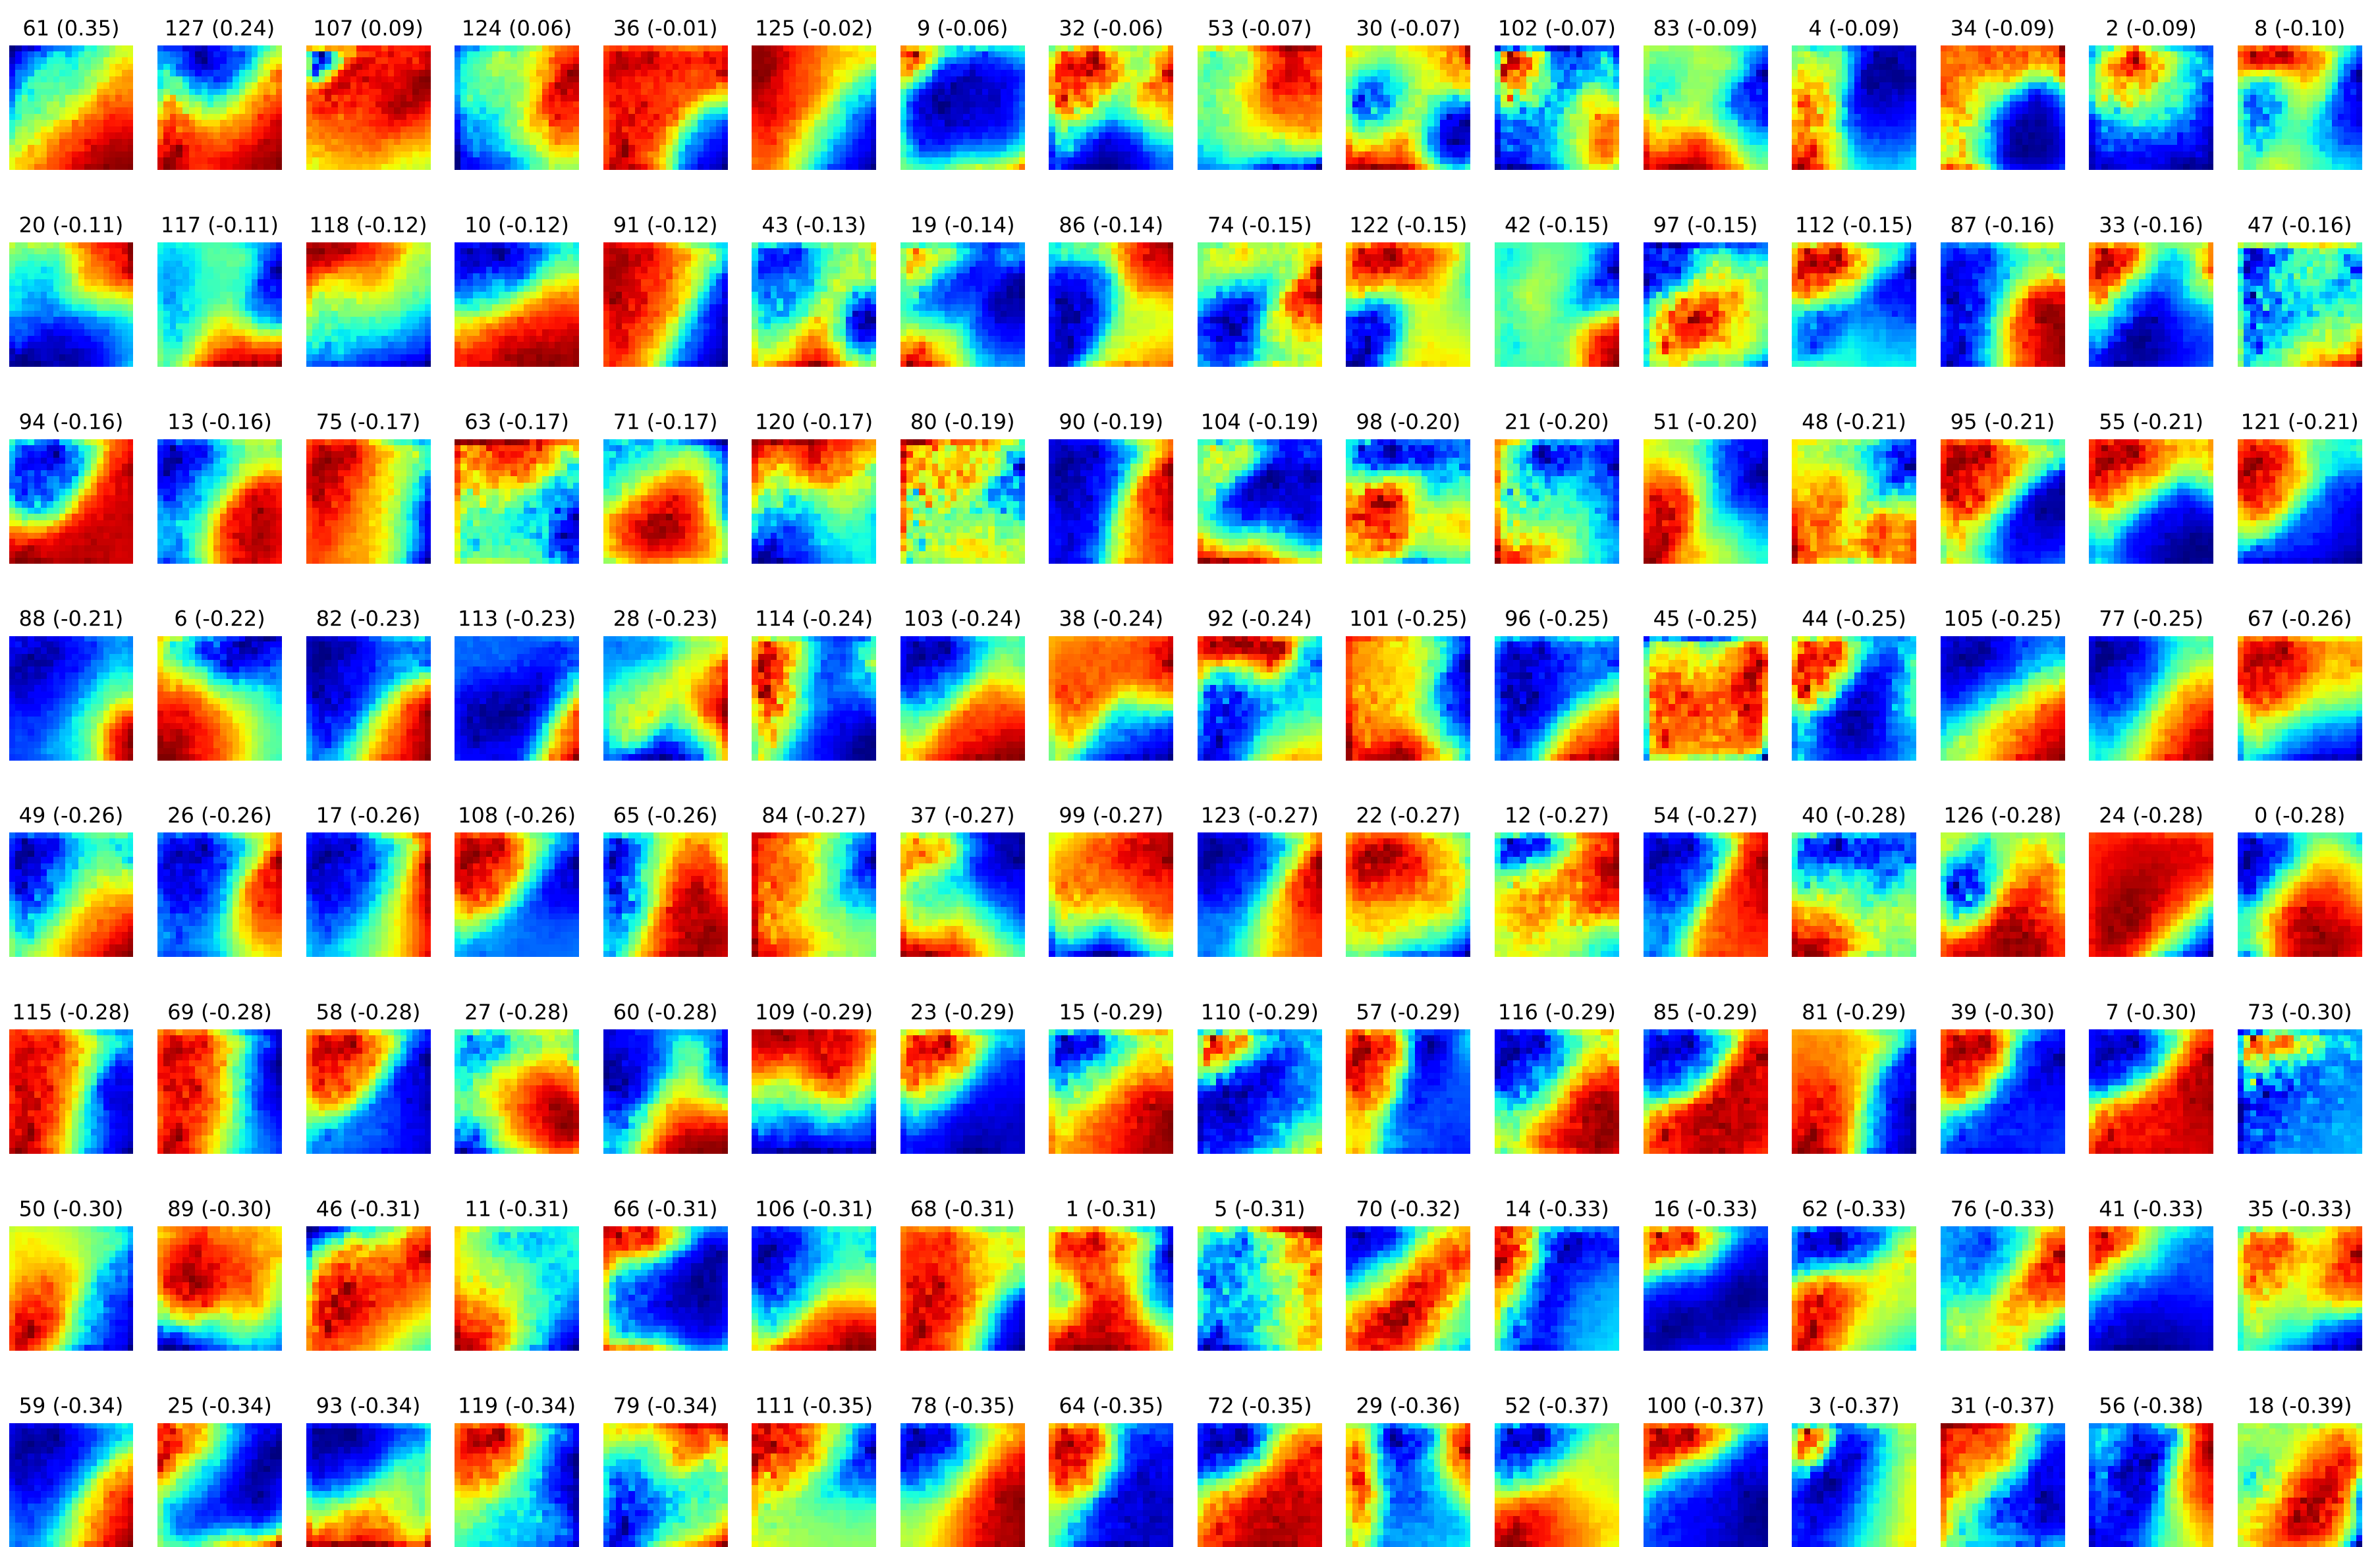 61 (0.35) 127 (0.24) 107 (0.09) 124 (0.06) 36 (-0.01) 125 (-0.02) 9 (-0.06) 32 (-0.06) 53 (-0.07) 30 (-0.07) 102 (-0.07) 83 (-0.09) 4 (-0.09) 34 (-0.09) 2 (-0.09) 8 (-0.10)
20 (-0.11) 117 (-0.11) 118 (-0.12) 10 (-0.12) 91 (-0.12) 43 (-0.13) 19 (-0.14) 86 (-0.14) 74 (-0.15) 122 (-0.15) 42 (-0.15) 97 (-0.15) 112 (-0.15) 87 (-0.16) 33 (-0.16) 47 (-0.16)
94 (-0.16) 13 (-0.16) 75 (-0.17) 63 (-0.17) 71 (-0.17) 120 (-0.17) 80 (-0.19) 90 (-0.19) 104 (-0.19) 98 (-0.20) 21 (-0.20) 51 (-0.20) 48 (-0.21) 95 (-0.21) 55 (-0.21) 121 (-0.21)
88 (-0.21) 6 (-0.22) 82 (-0.23) 113 (-0.23) 28 (-0.23) 114 (-0.24) 103 (-0.24) 38 (-0.24) 92 (-0.24) 101 (-0.25) 96 (-0.25) 45 (-0.25) 44 (-0.25) 105 (-0.25) 77 (-0.25) 67 (-0.26)
49 (-0.26) 26 (-0.26) 17 (-0.26) 108 (-0.26) 65 (-0.26) 84 (-0.27) 37 (-0.27) 99 (-0.27) 123 (-0.27) 22 (-0.27) 12 (-0.27) 54 (-0.27) 40 (-0.28) 126 (-0.28) 24 (-0.28) 0 (-0.28)
115 (-0.28) 69 (-0.28) 58 (-0.28) 27 (-0.28) 60 (-0.28) 109 (-0.29) 23 (-0.29) 15 (-0.29) 110 (-0.29) 57 (-0.29) 116 (-0.29) 85 (-0.29) 81 (-0.29) 39 (-0.30) 7 (-0.30) 73 (-0.30)
50 (-0.30) 89 (-0.30) 46 (-0.31) 11 (-0.31) 66 (-0.31) 106 (-0.31) 68 (-0.31) 1 (-0.31) 5 (-0.31) 70 (-0.32) 14 (-0.33) 16 (-0.33) 62 (-0.33) 76 (-0.33) 41 (-0.33) 35 (-0.33)
59 (-0.34) 25 (-0.34) 93 (-0.34) 119 (-0.34) 79 (-0.34) 111 (-0.35) 78 (-0.35) 64 (-0.35) 72 (-0.35) 29 (-0.36) 52 (-0.37) 100 (-0.37) 3 (-0.37) 31 (-0.37) 56 (-0.38) 18 (-0.39)